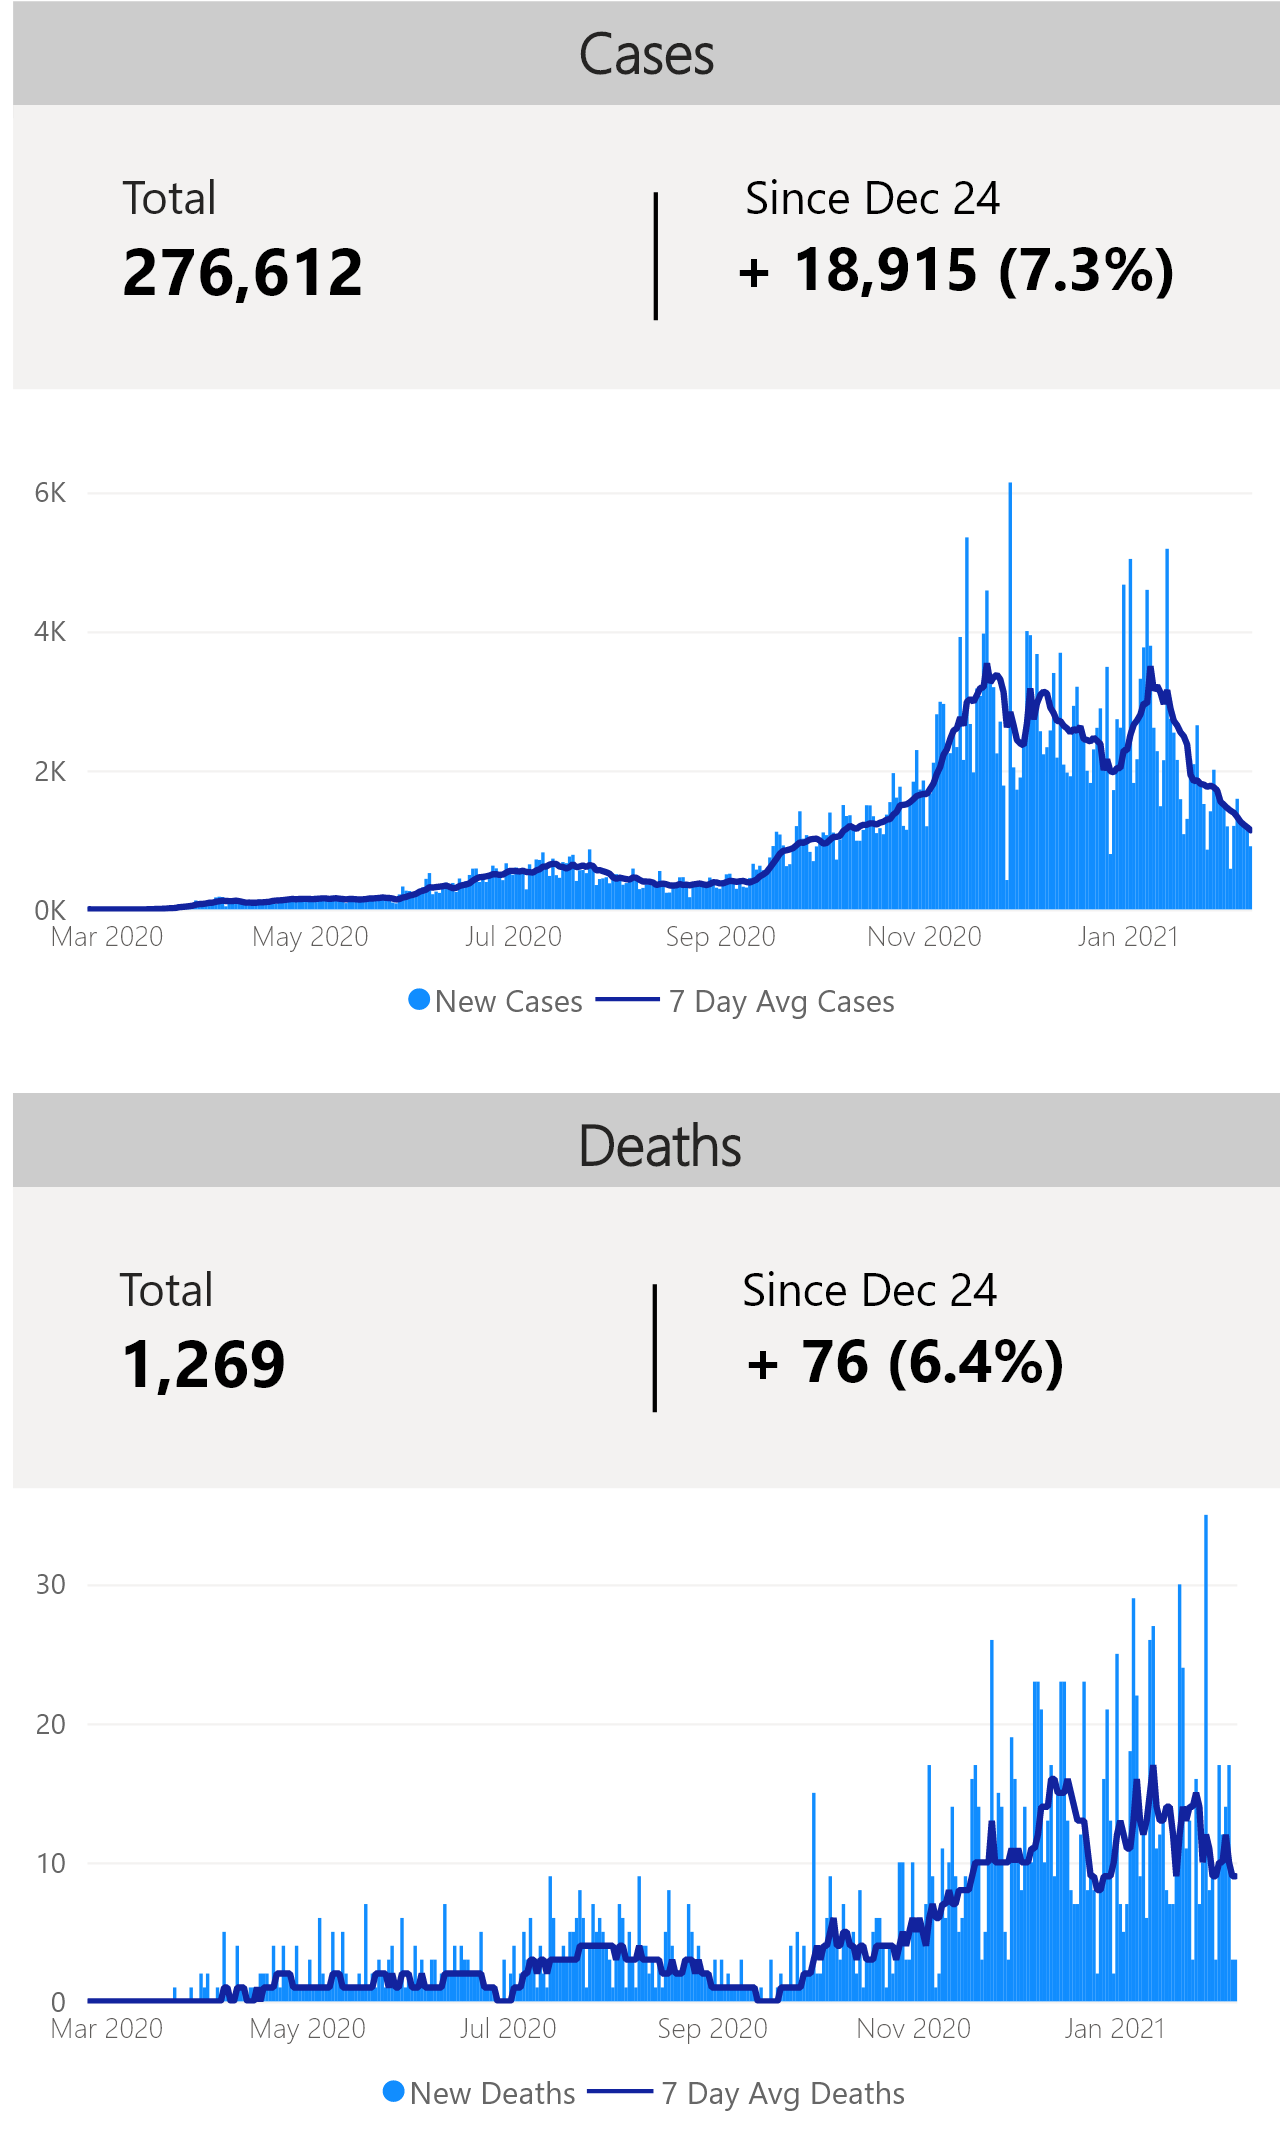 Cases
Total
Since Dec 24
276,612
+ 18,915 (7.3%)
6K
4K
2K
0K
Mar 2020 May 2020 Jul 2020 Sep 2020 Nov 2020 Jan 2021
New Cases 7 Day Avg Cases
Deaths
Total
Since Dec 24
1,269
+ 76 (6.4%)
30
20
10
0
Mar 2020 May 2020 Jul 2020 Sep 2020 Nov 2020 Jan 2021
New Deaths 7 Day Avg Deaths